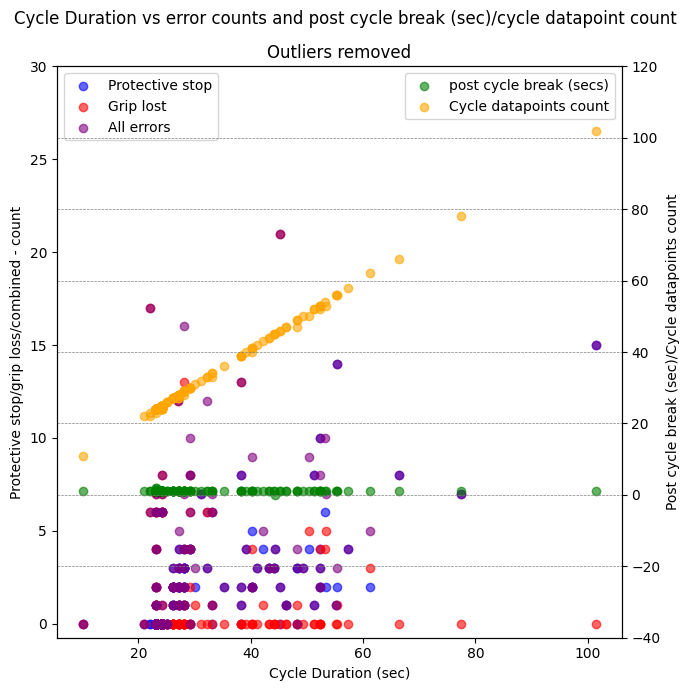 Cycle Duration vs error counts and post cycle break (sec)/cycle datapoint count
Outliers removed
Protective stop
Grip lost
All errors
post cycle break (secs)
Cycle datapoints count
30
25
20
15
10
5
0
Protective stop/grip loss/combined - count
120
100
80
60
40
20
0
−20
−40
Post cycle break (sec)/Cycle datapoints count
20
40
60
80
100
Cycle Duration (sec)